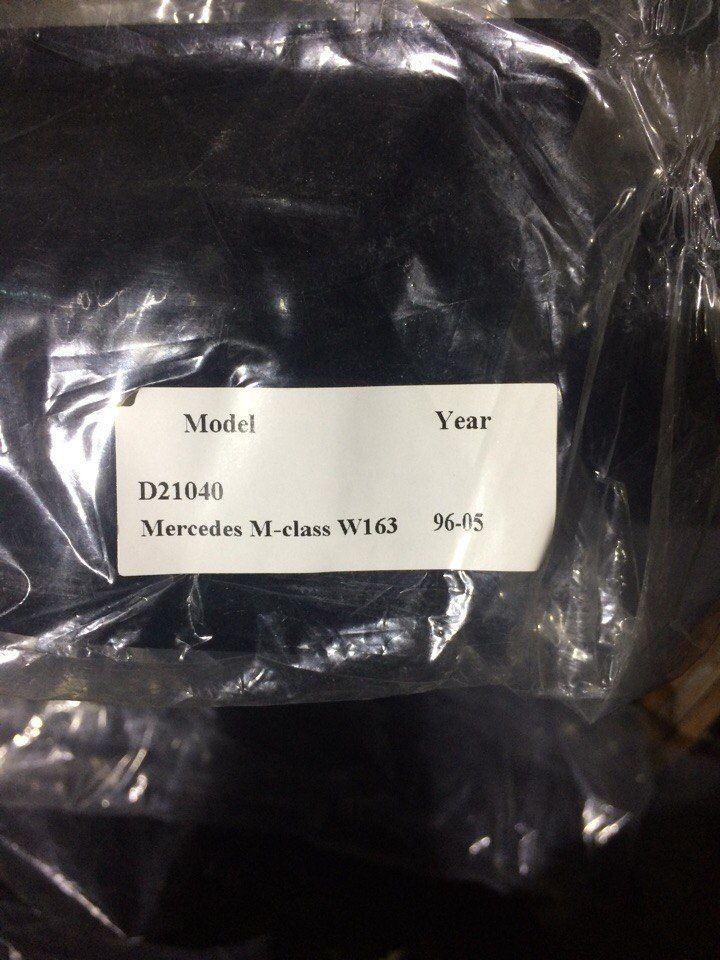 Model Year
D21040
Mercedes M-class W163 96-05